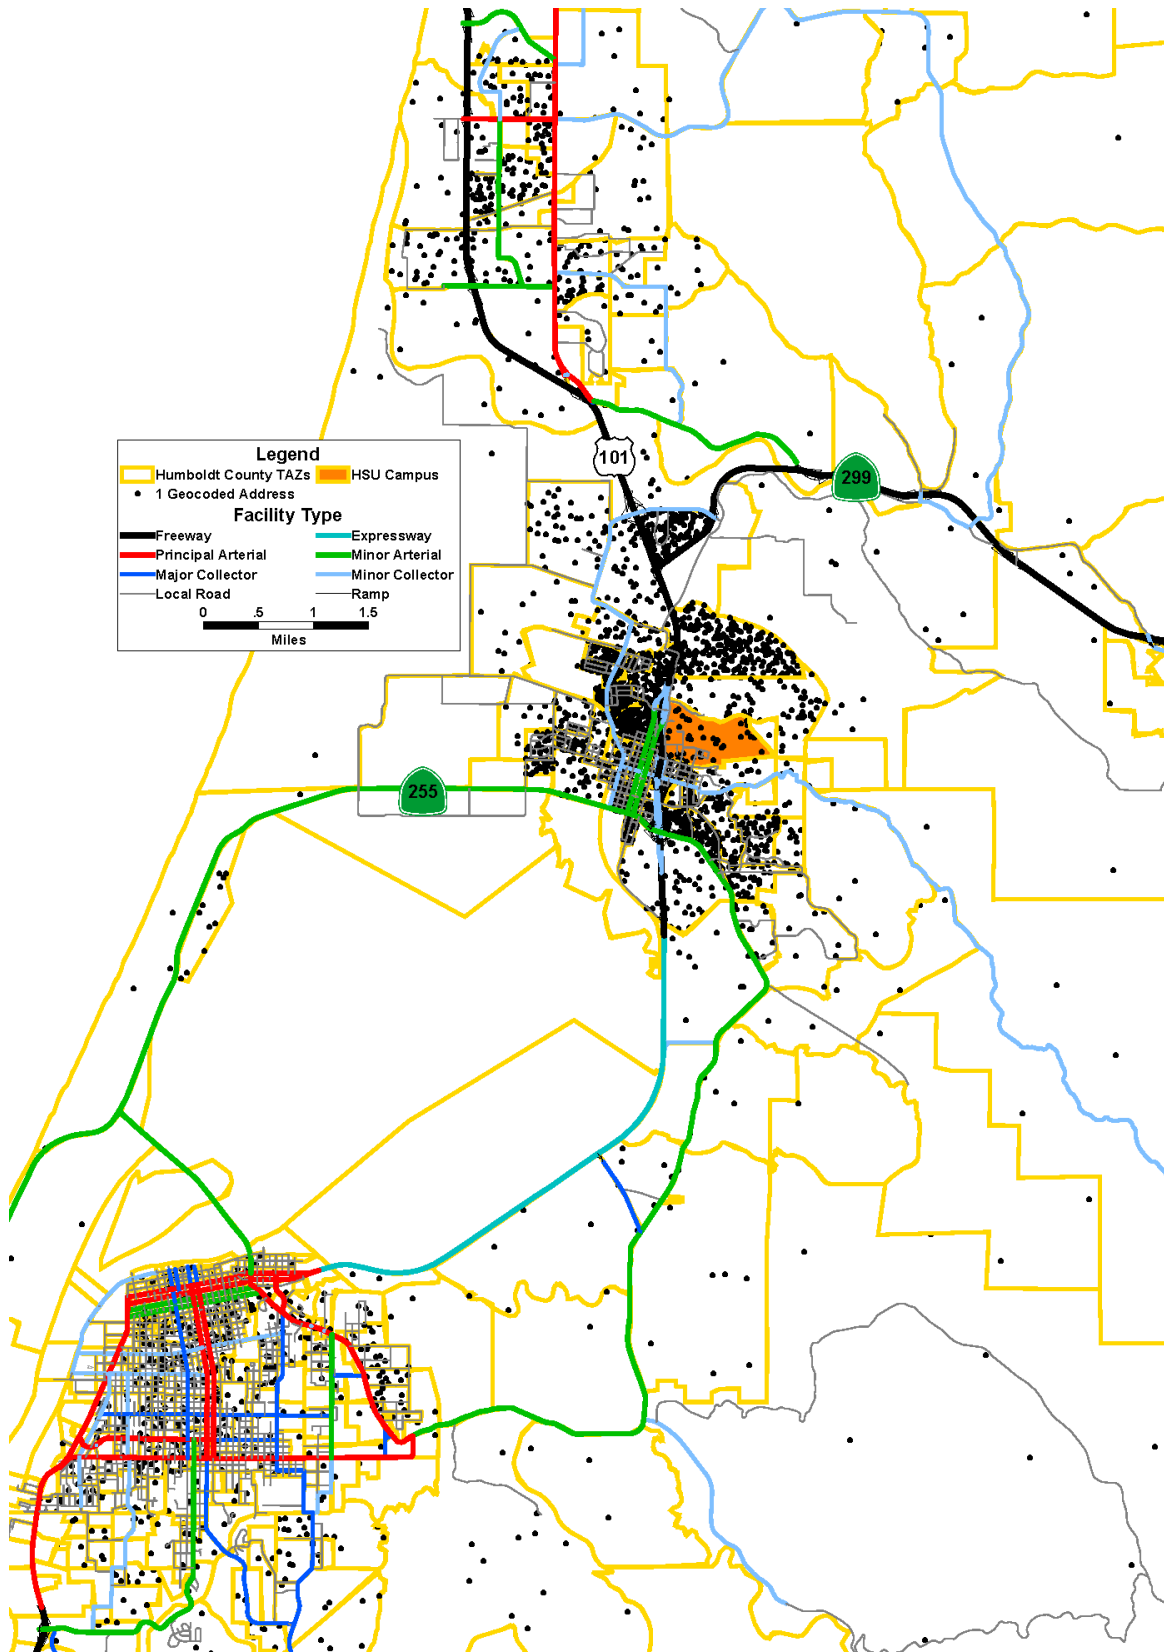 101
299
Legend
Humboldt County TAZs HSU Campus
1 Geocoded Address
Facility Type
Freeway Expressway
Principal Arterial Minor Arterial
Major Collector Minor Collector
Local Road Ramp
0 .5 1 1.5
Miles
255